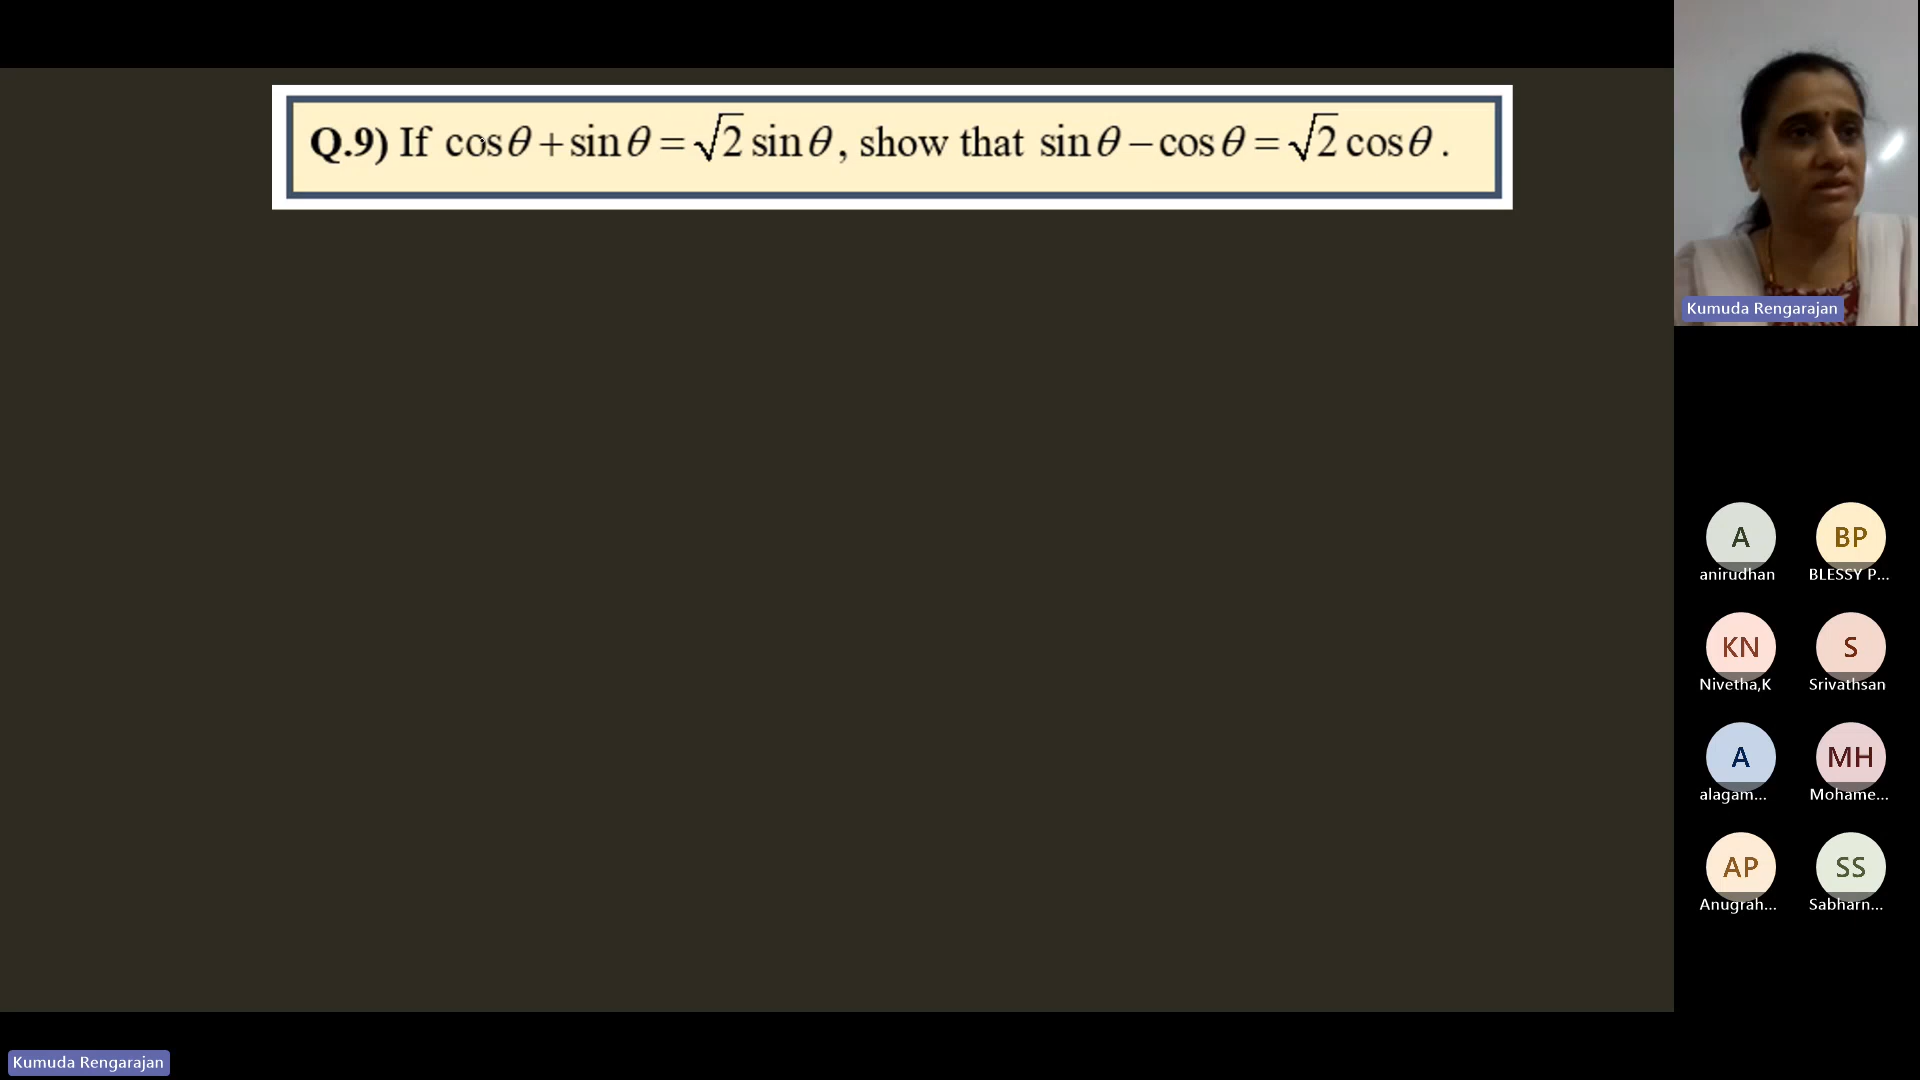 Q.9) If cosθ + sinθ = √2 sinθ, show that sinθ − cosθ = √2 cosθ.
Kumuda Rengarajan
A
anirudhan
BP
BLESSY P...
KN
Nivetha,K
S
Srivathsan
A
alagam...
MH
Mohame...
AP
Anugrah...
SS
Sabharn...
Kumuda Rengarajan